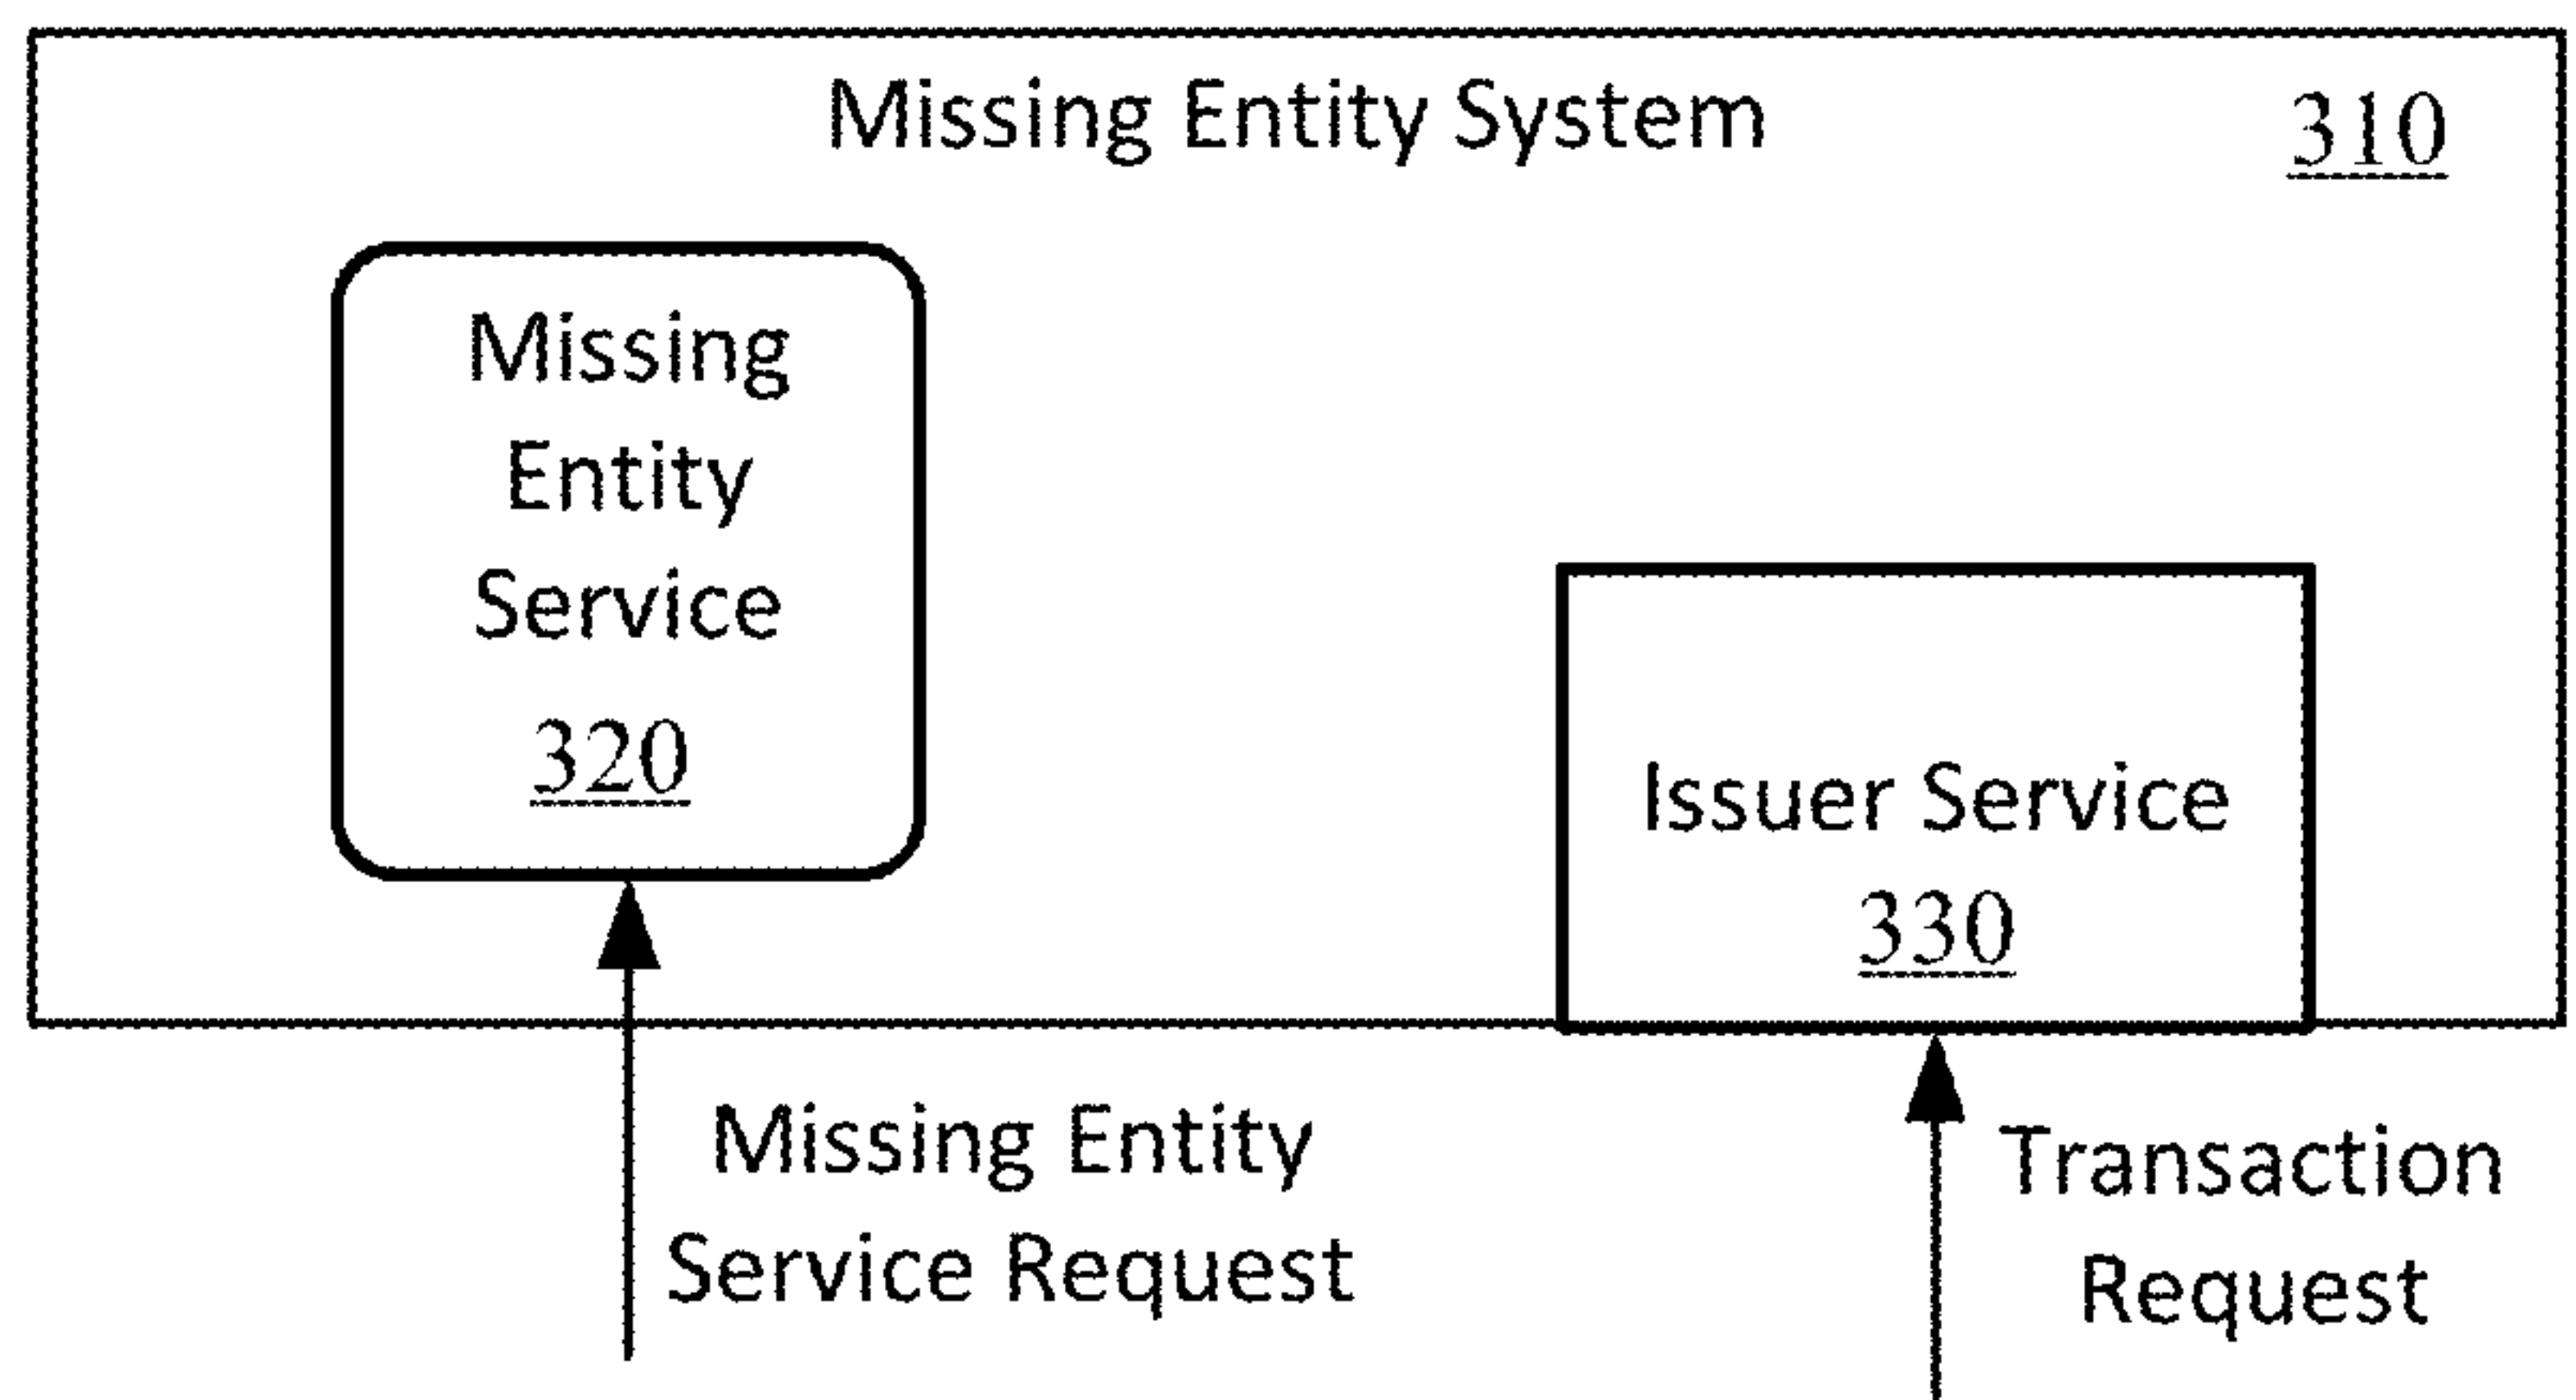 Missing Entity System
310
Missing
Entity
Service
320
Issuer Service
330
Missing Entity
Service Request
Transaction
Request